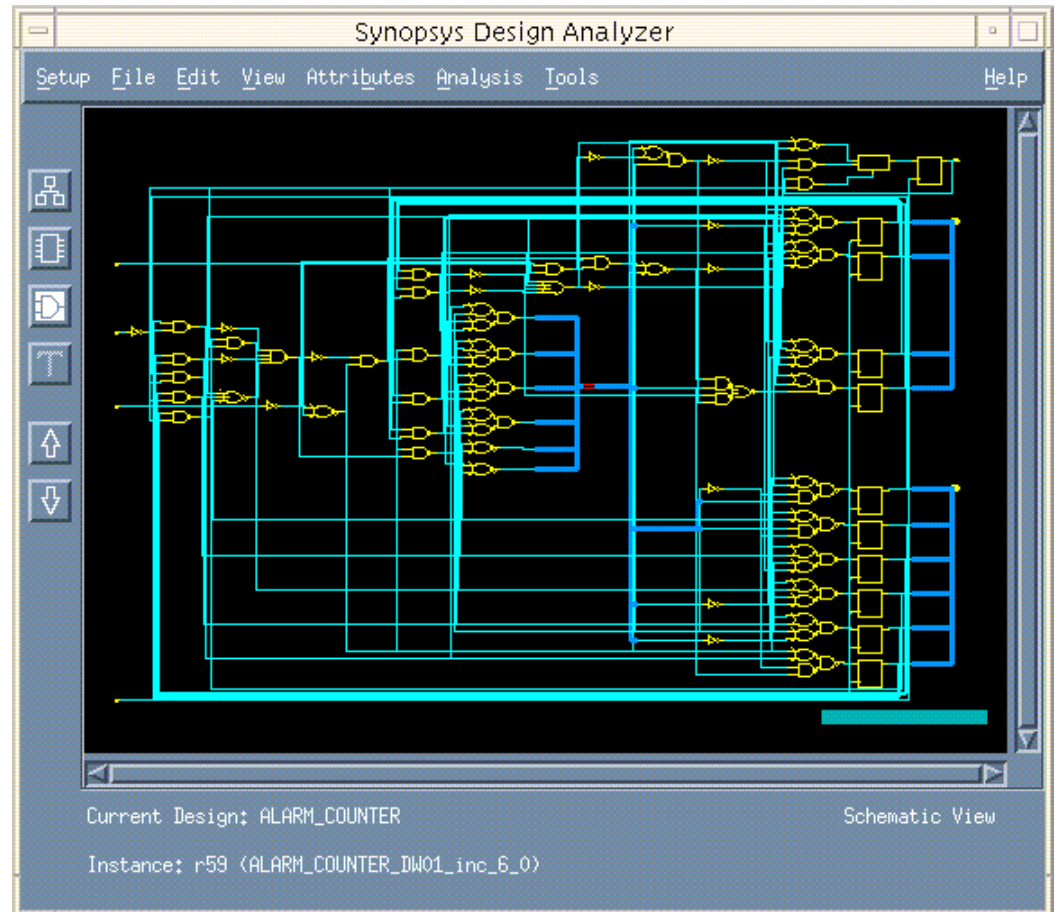 Synopsys Design Analyzer
Setup File Edit View Attributes Analysis Tools Help
Current Design: ALARM_COUNTER Schematic View
Instance: r59 (ALARM_COUNTER_DW01_inc_6_0)